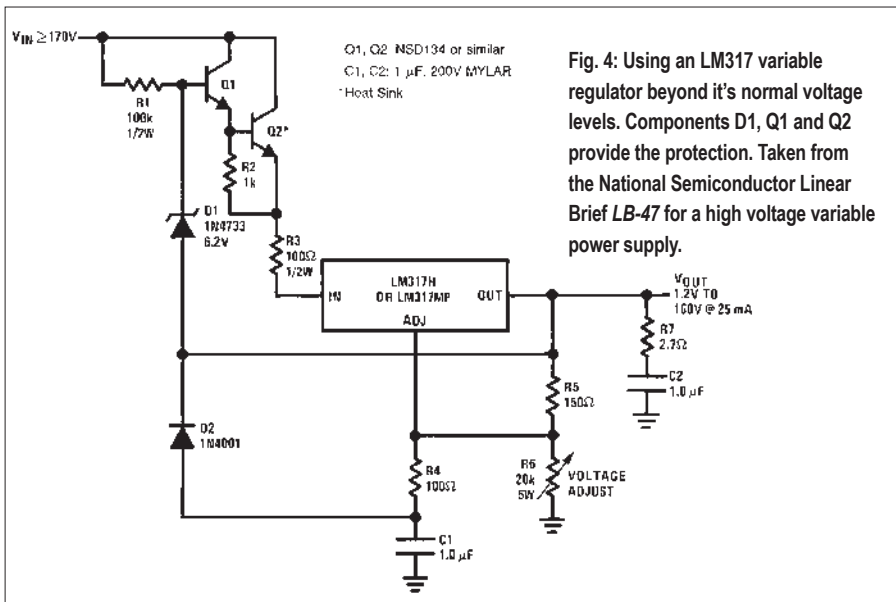 V_IN ≥170V
R1
100k
1/2W
Q1
Q2*
R2
1k
D1
1N4733
6.2V
R3
100Ω
1/2W
Q1, Q2 NSD134 or similar
C1, C2: 1 μF, 200V MYLAR
*Heat Sink
Fig. 4: Using an LM317 variable
regulator beyond it's normal voltage
levels. Components D1, Q1 and Q2
provide the protection. Taken from
the National Semiconductor Linear
Brief LB-47 for a high voltage variable
power supply.
LM317H
OR LM317MP
IN
OUT
ADJ
V_OUT
1.2V TO
160V @ 25 mA
R7
2.7Ω
C2
1.0 μF
R5
150Ω
D2
1N4001
R4
100Ω
R6
20k
5W
VOLTAGE
ADJUST
C1
1.0 μF